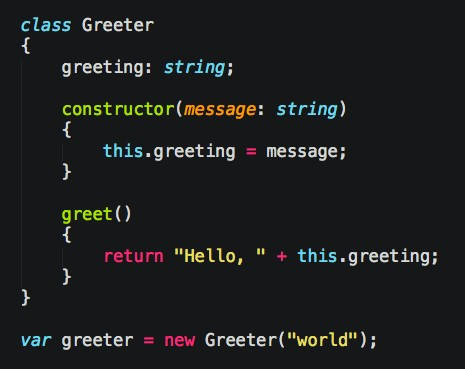 class Greeter
{
    greeting: string;

    constructor(message: string)
    {
        this.greeting = message;
    }

    greet()
    {
        return "Hello, " + this.greeting;
    }
}

var greeter = new Greeter("world");